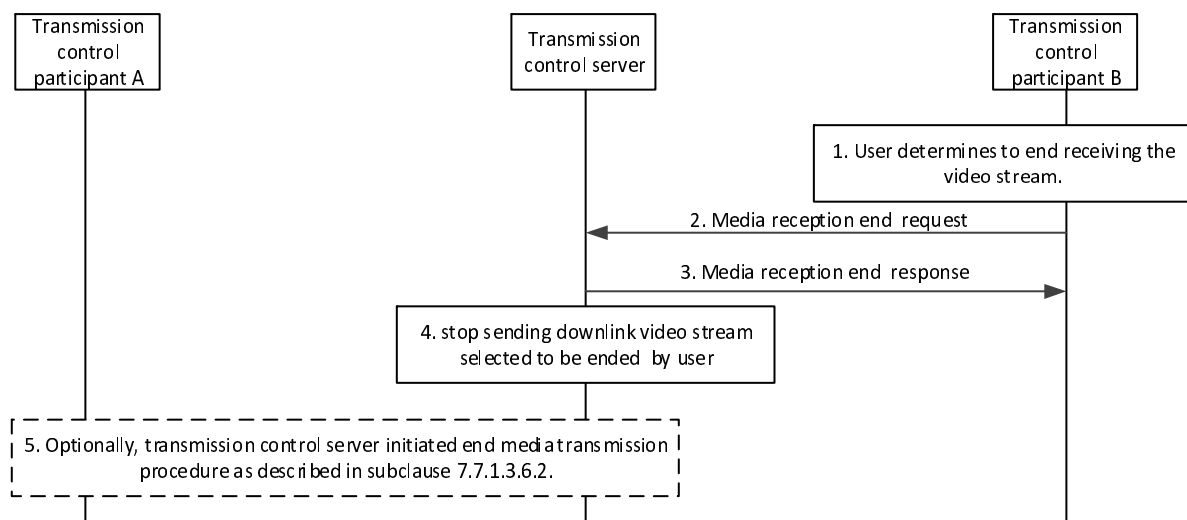 Transmission
control
participant A
Transmission
control server
Transmission
control
participant B
1. User determines to end receiving the
video stream.
2. Media reception end request
3. Media reception end response
4. stop sending downlink video stream
selected to be ended by user
5. Optionally, transmission control server initiated end media transmission
procedure as described in subclause 7.7.1.3.6.2.